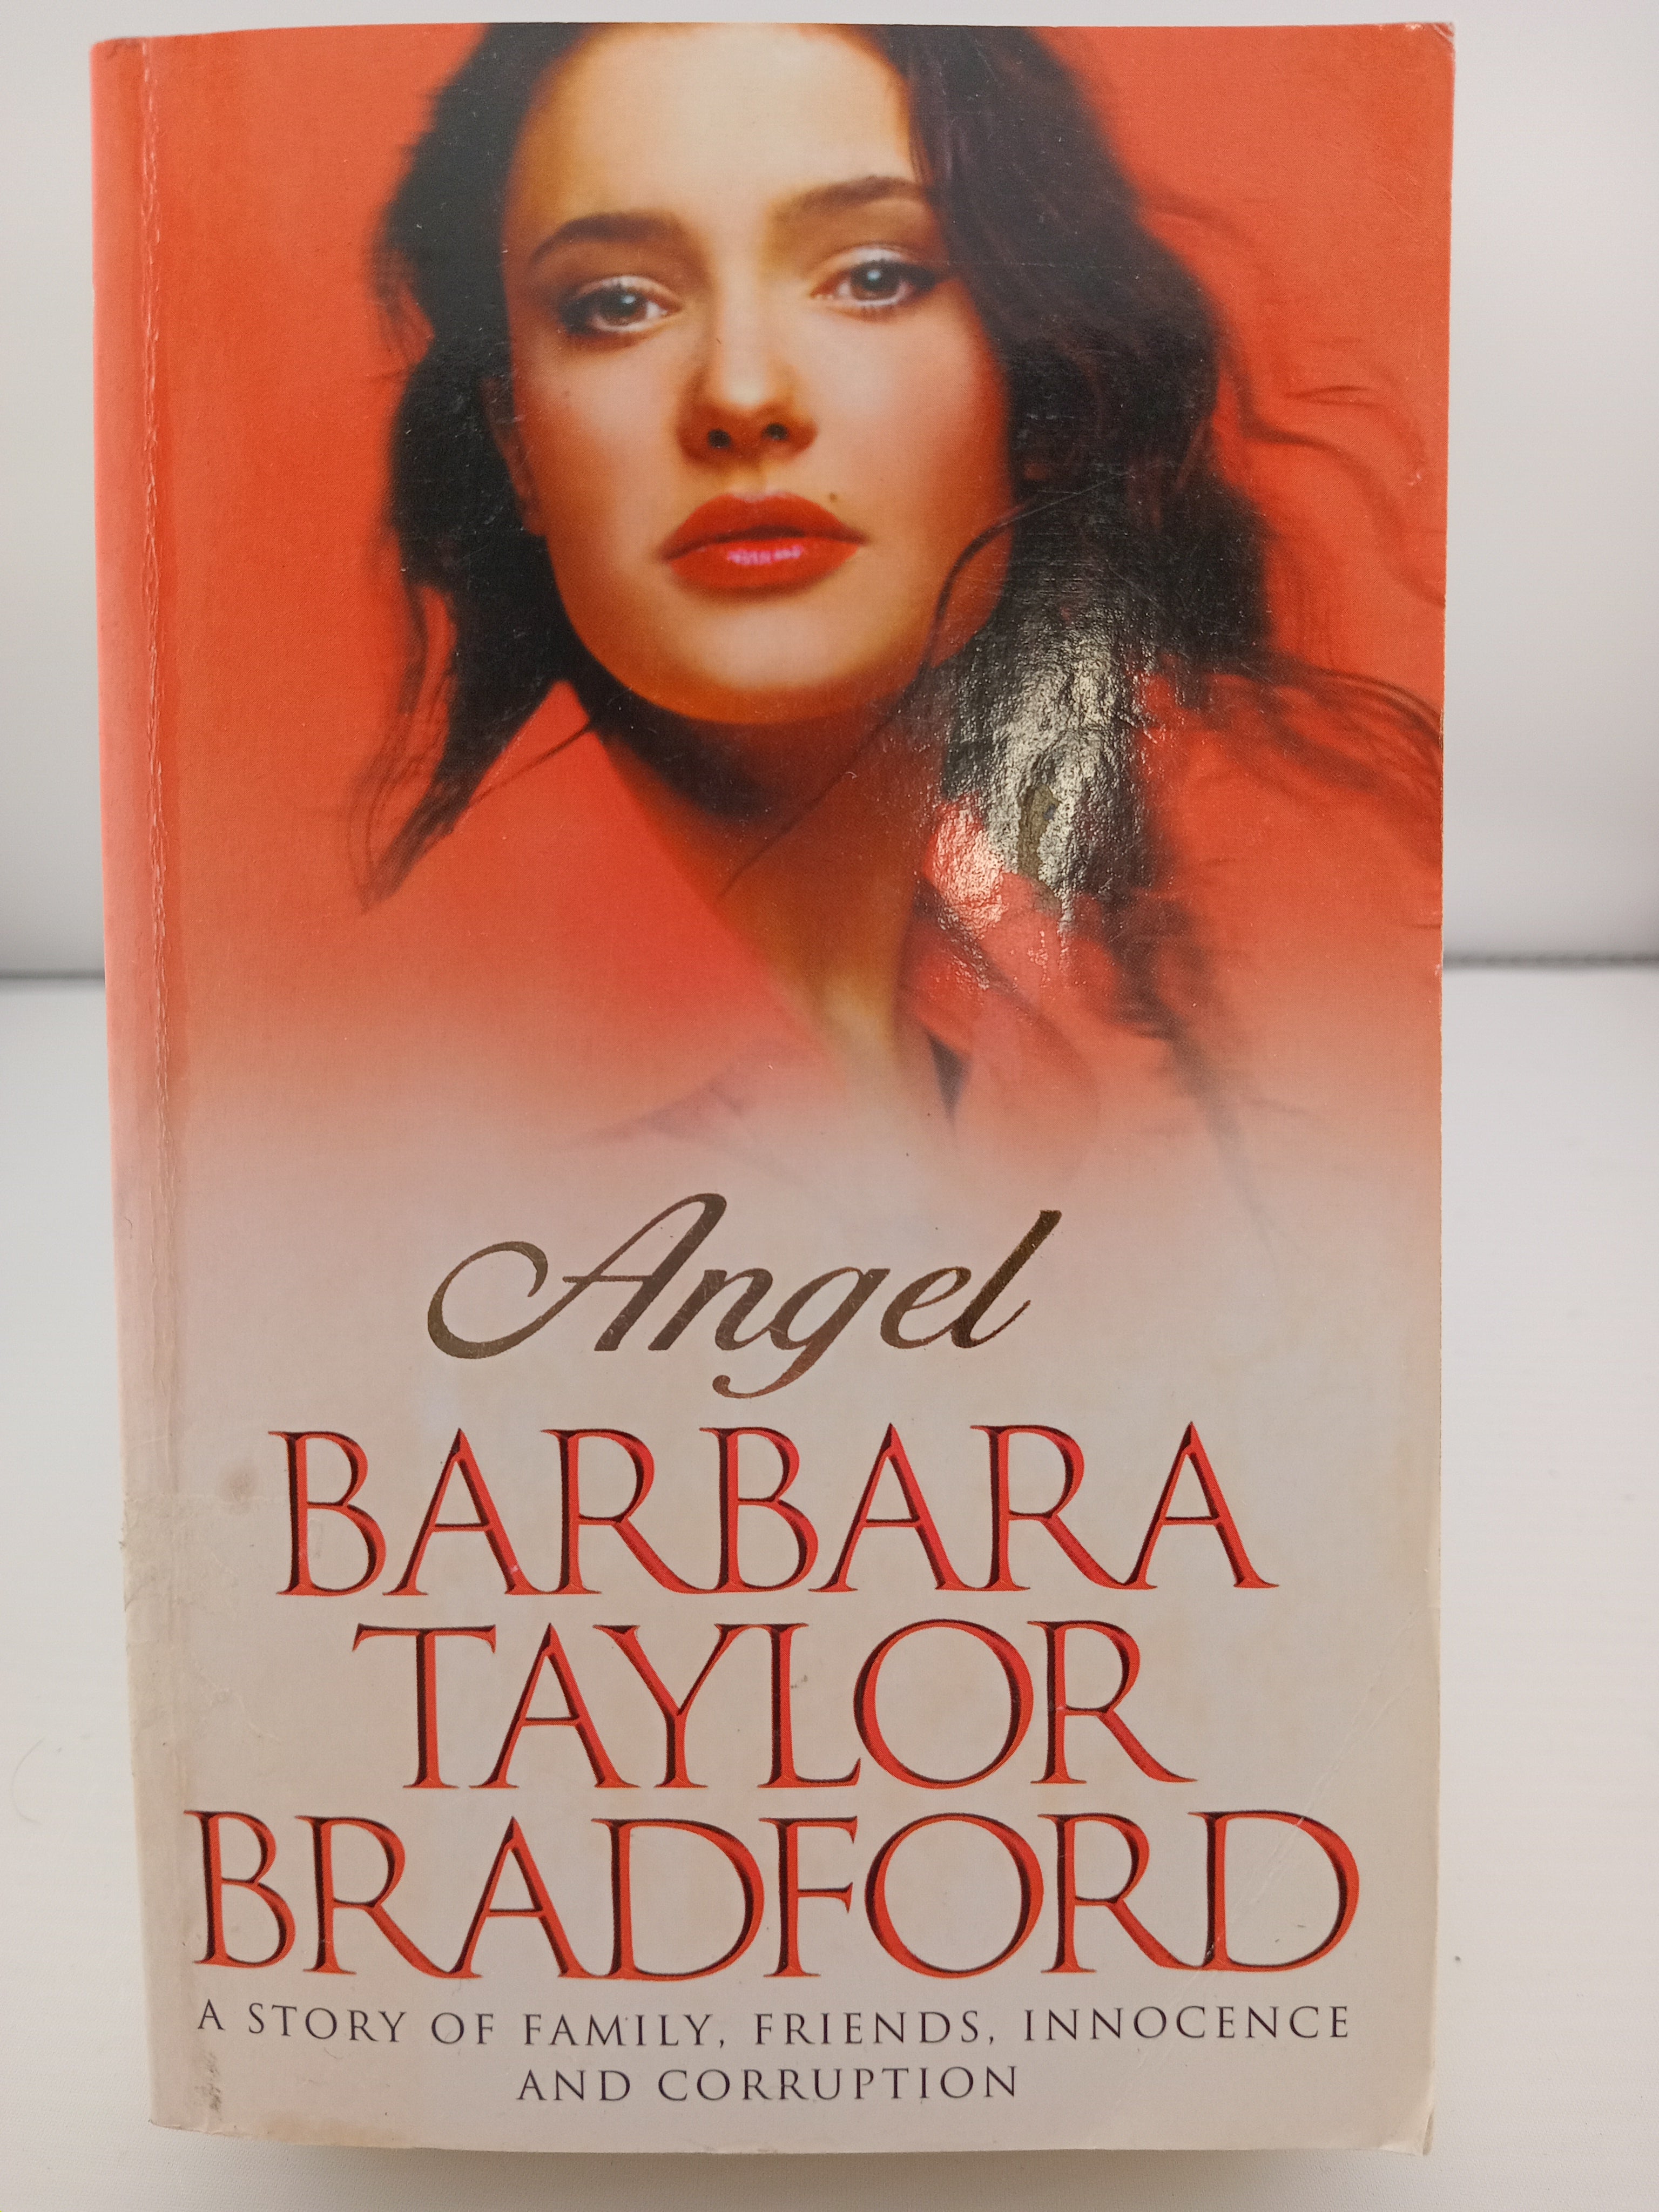 Angel
BARBARA
TAYLOR
BRADFORD
A STORY OF FAMILY, FRIENDS, INNOCENCE
AND CORRUPTION